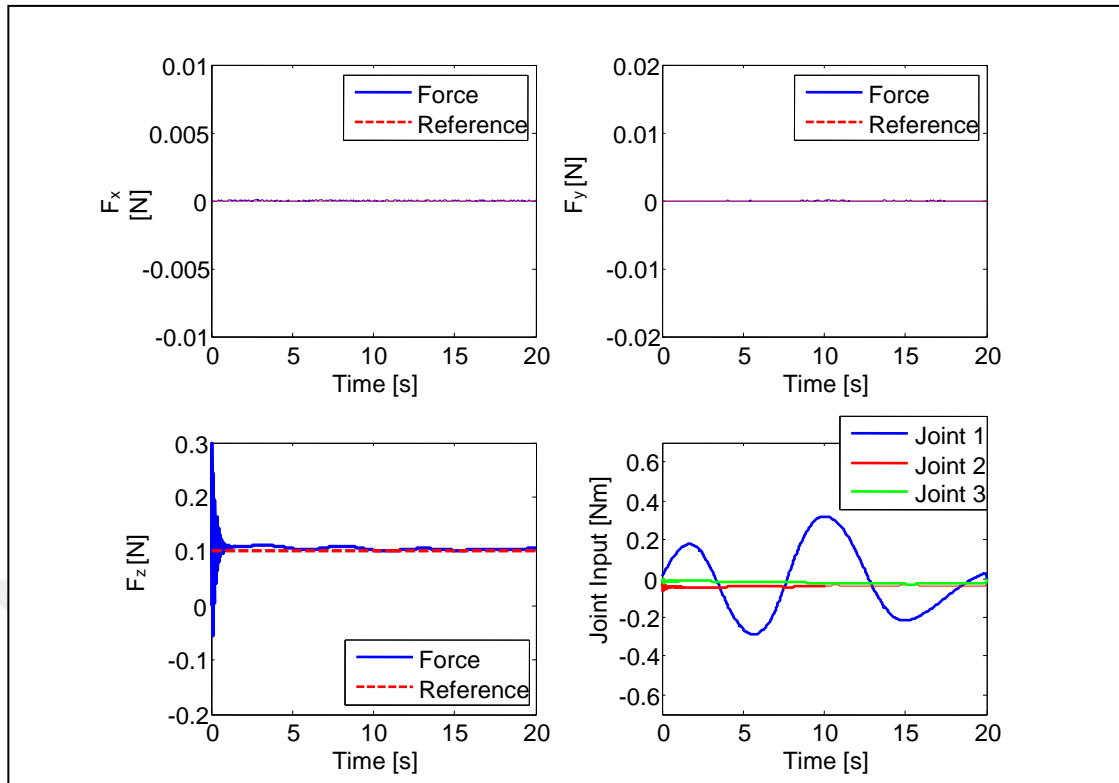 0.01
0.005
0
-0.005
-0.01
F_x [N]
0 5 10 15 20
Time [s]
Force
Reference
0.02
0.01
0
-0.01
-0.02
F_y [N]
0 5 10 15 20
Time [s]
Force
Reference
0.3
0.2
0.1
0
-0.1
-0.2
F_z [N]
0 5 10 15 20
Time [s]
Force
Reference
0.6
0.4
0.2
0
-0.2
-0.4
-0.6
Joint Input [Nm]
0 5 10 15 20
Time [s]
Joint 1
Joint 2
Joint 3